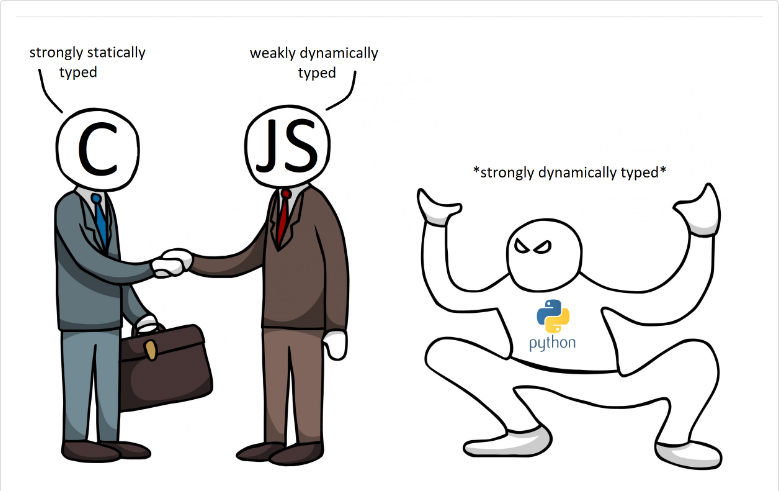 strongly statically
typed
weakly dynamically
typed
C
JS
*strongly dynamically typed*
python